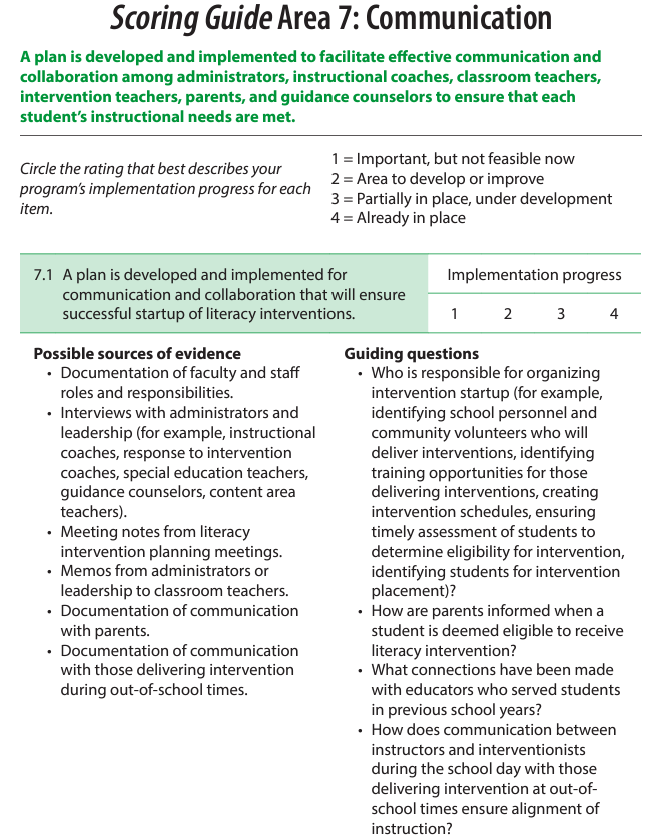 Scoring Guide Area 7: Communication
A plan is developed and implemented to facilitate effective communication and
collaboration among administrators, instructional coaches, classroom teachers,
intervention teachers, parents, and guidance counselors to ensure that each
student's instructional needs are met.
Circle the rating that best describes your
program's implementation progress for each
item.
1 = Important, but not feasible now
2 = Area to develop or improve
3 = Partially in place, under development
4 = Already in place
7.1 A plan is developed and implemented for
communication and collaboration that will ensure
successful startup of literacy interventions.
Implementation progress
1 2 3 4
Possible sources of evidence
• Documentation of faculty and staff
roles and responsibilities.
• Interviews with administrators and
leadership (for example, instructional
coaches, response to intervention
coaches, special education teachers,
guidance counselors, content area
teachers).
• Meeting notes from literacy
intervention planning meetings.
• Memos from administrators or
leadership to classroom teachers.
• Documentation of communication
with parents.
• Documentation of communication
with those delivering intervention
during out-of-school times.
Guiding questions
• Who is responsible for organizing
intervention startup (for example,
identifying school personnel and
community volunteers who will
deliver interventions, identifying
training opportunities for those
delivering interventions, creating
intervention schedules, ensuring
timely assessment of students to
determine eligibility for intervention,
identifying students for intervention
placement)?
• How are parents informed when a
student is deemed eligible to receive
literacy intervention?
• What connections have been made
with educators who served students
in previous school years?
• How does communication between
instructors and interventionists
during the school day with those
delivering intervention at out-of-
school times ensure alignment of
instruction?